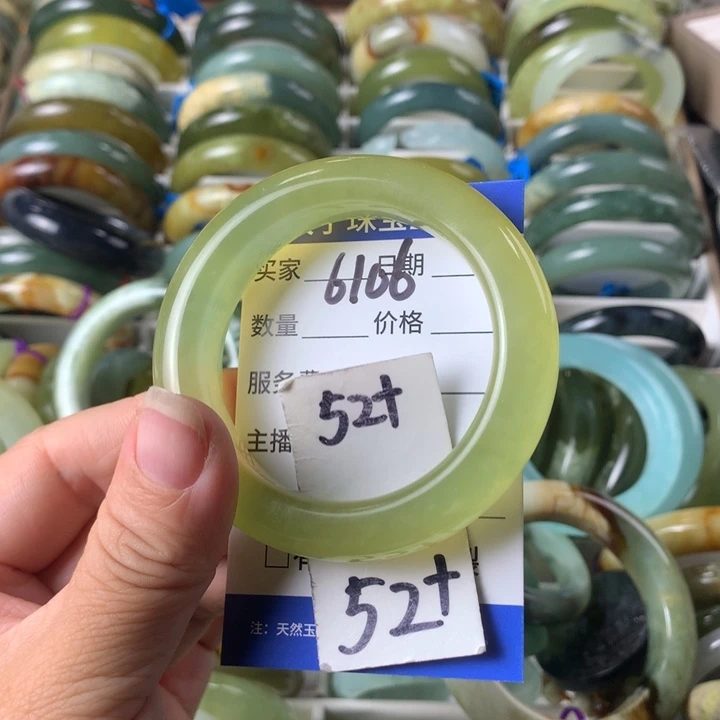 珠宝
买家 6106 日期
数量 价格
服务费
52+
主播
52+
注：天然玉